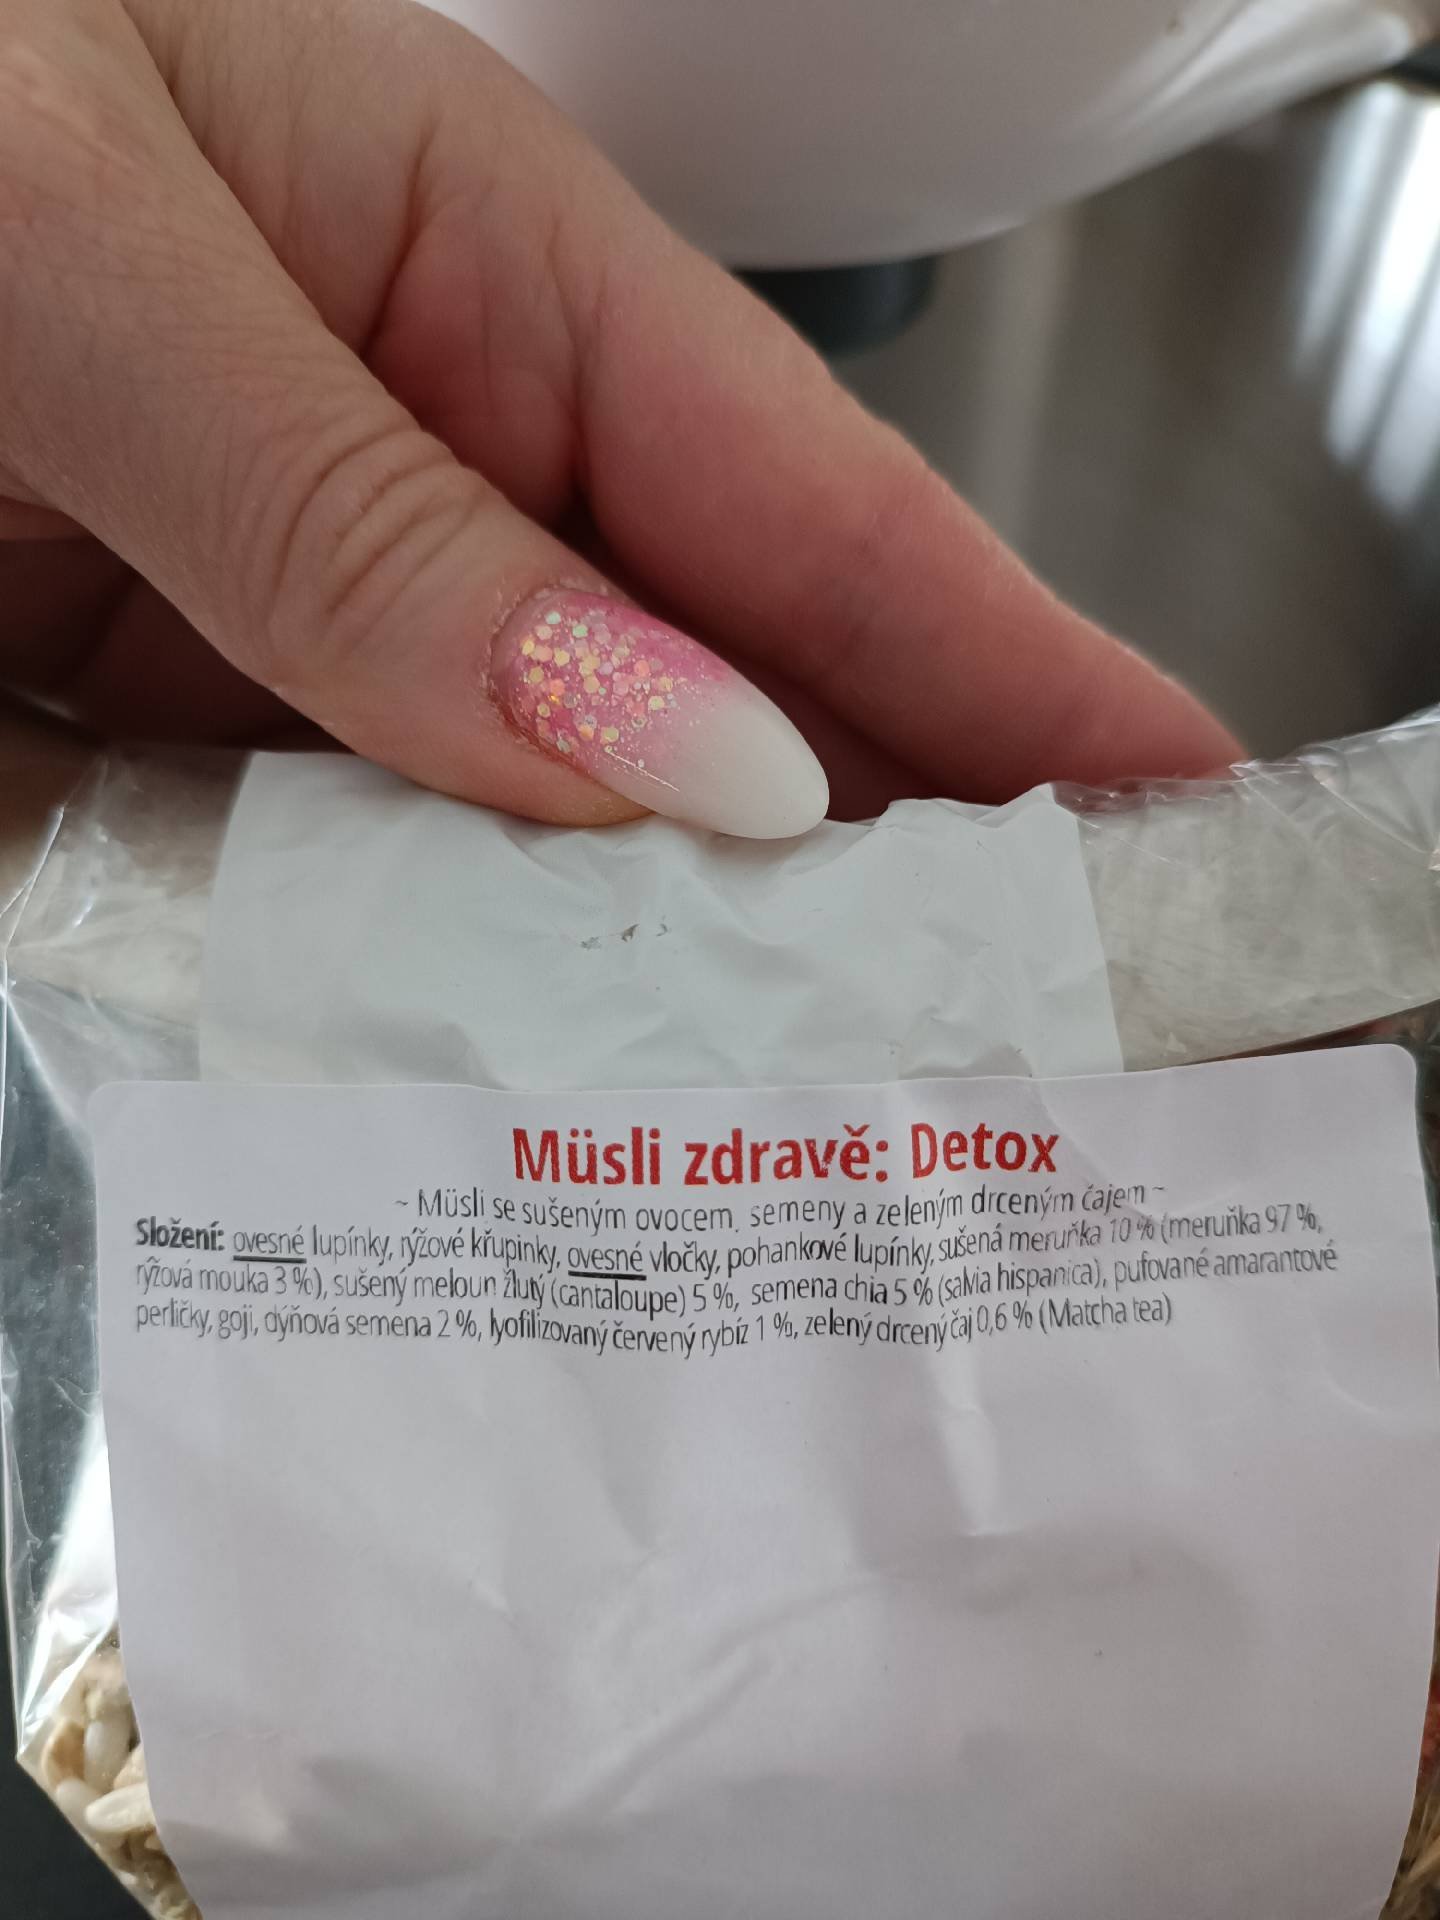 Müsli zdravě: Detox
~ Müsli se sušeným ovocem, semeny a zeleným drceným čajem ~
Složení: ovesné lupínky, rýžové křupinky, ovesné vločky, pohankové lupínky, sušená meruňka 10 % (meruňka 97 %,
rýžová mouka 3 %), sušený meloun žlutý (cantaloupe) 5 %, semena chia 5 % (salvia hispanica), pufované amarantové
perličky, goji, dýňová semena 2 %, lyofilizovaný červený rybíz 1 %, zelený drcený čaj 0,6 % (Matcha tea)